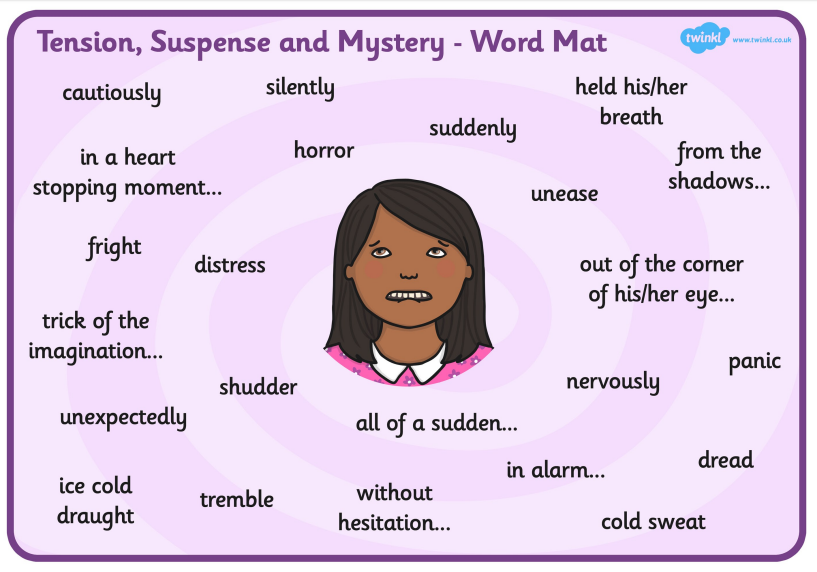 Tension, Suspense and Mystery - Word Mat
twinkl
www.twinkl.co.uk
cautiously
silently
held his/her
breath
suddenly
in a heart
stopping moment...
horror
from the
shadows...
unease
fright
distress
out of the corner
of his/her eye...
trick of the
imagination...
shudder
nervously
panic
unexpectedly
all of a sudden...
in alarm...
dread
ice cold
draught
tremble
without
hesitation...
cold sweat